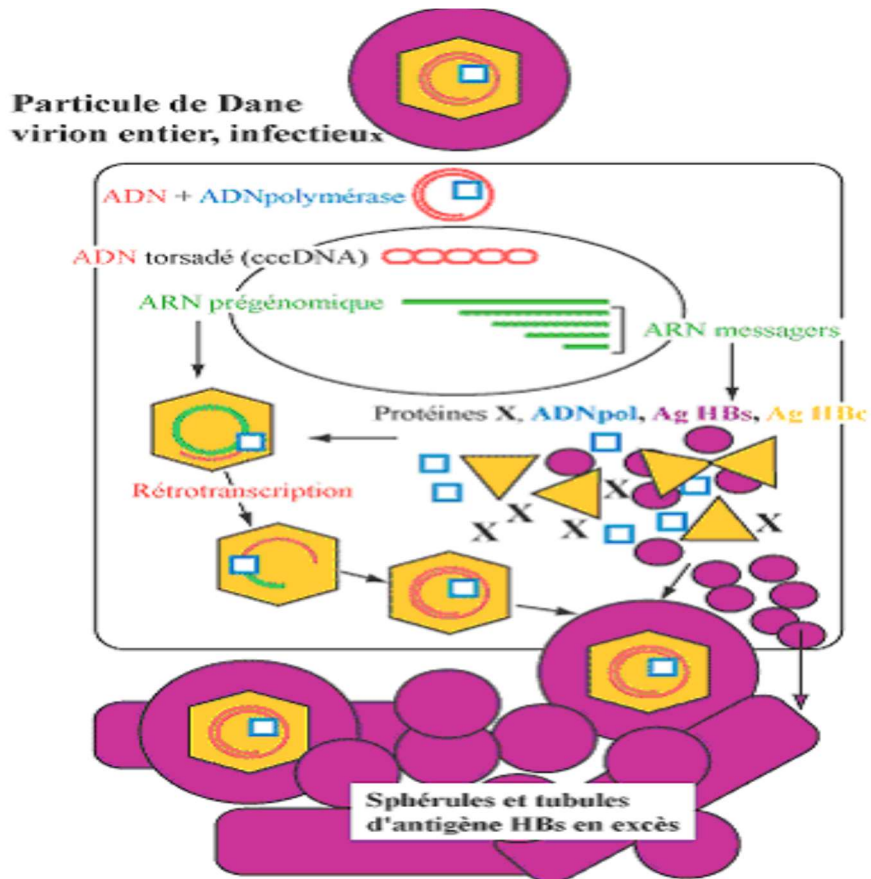 Particule de Dane
virion entier, infectieux
ADN + ADNpolymérase
ADN torsadé (cccDNA)
ARN prégénomique
ARN messagers
Protéines X, ADNpol, Ag HBs, Ag HBc
Rétrotranscription
X
X
X
X
X
Sphérules et tubules
d'antigène HBs en excès